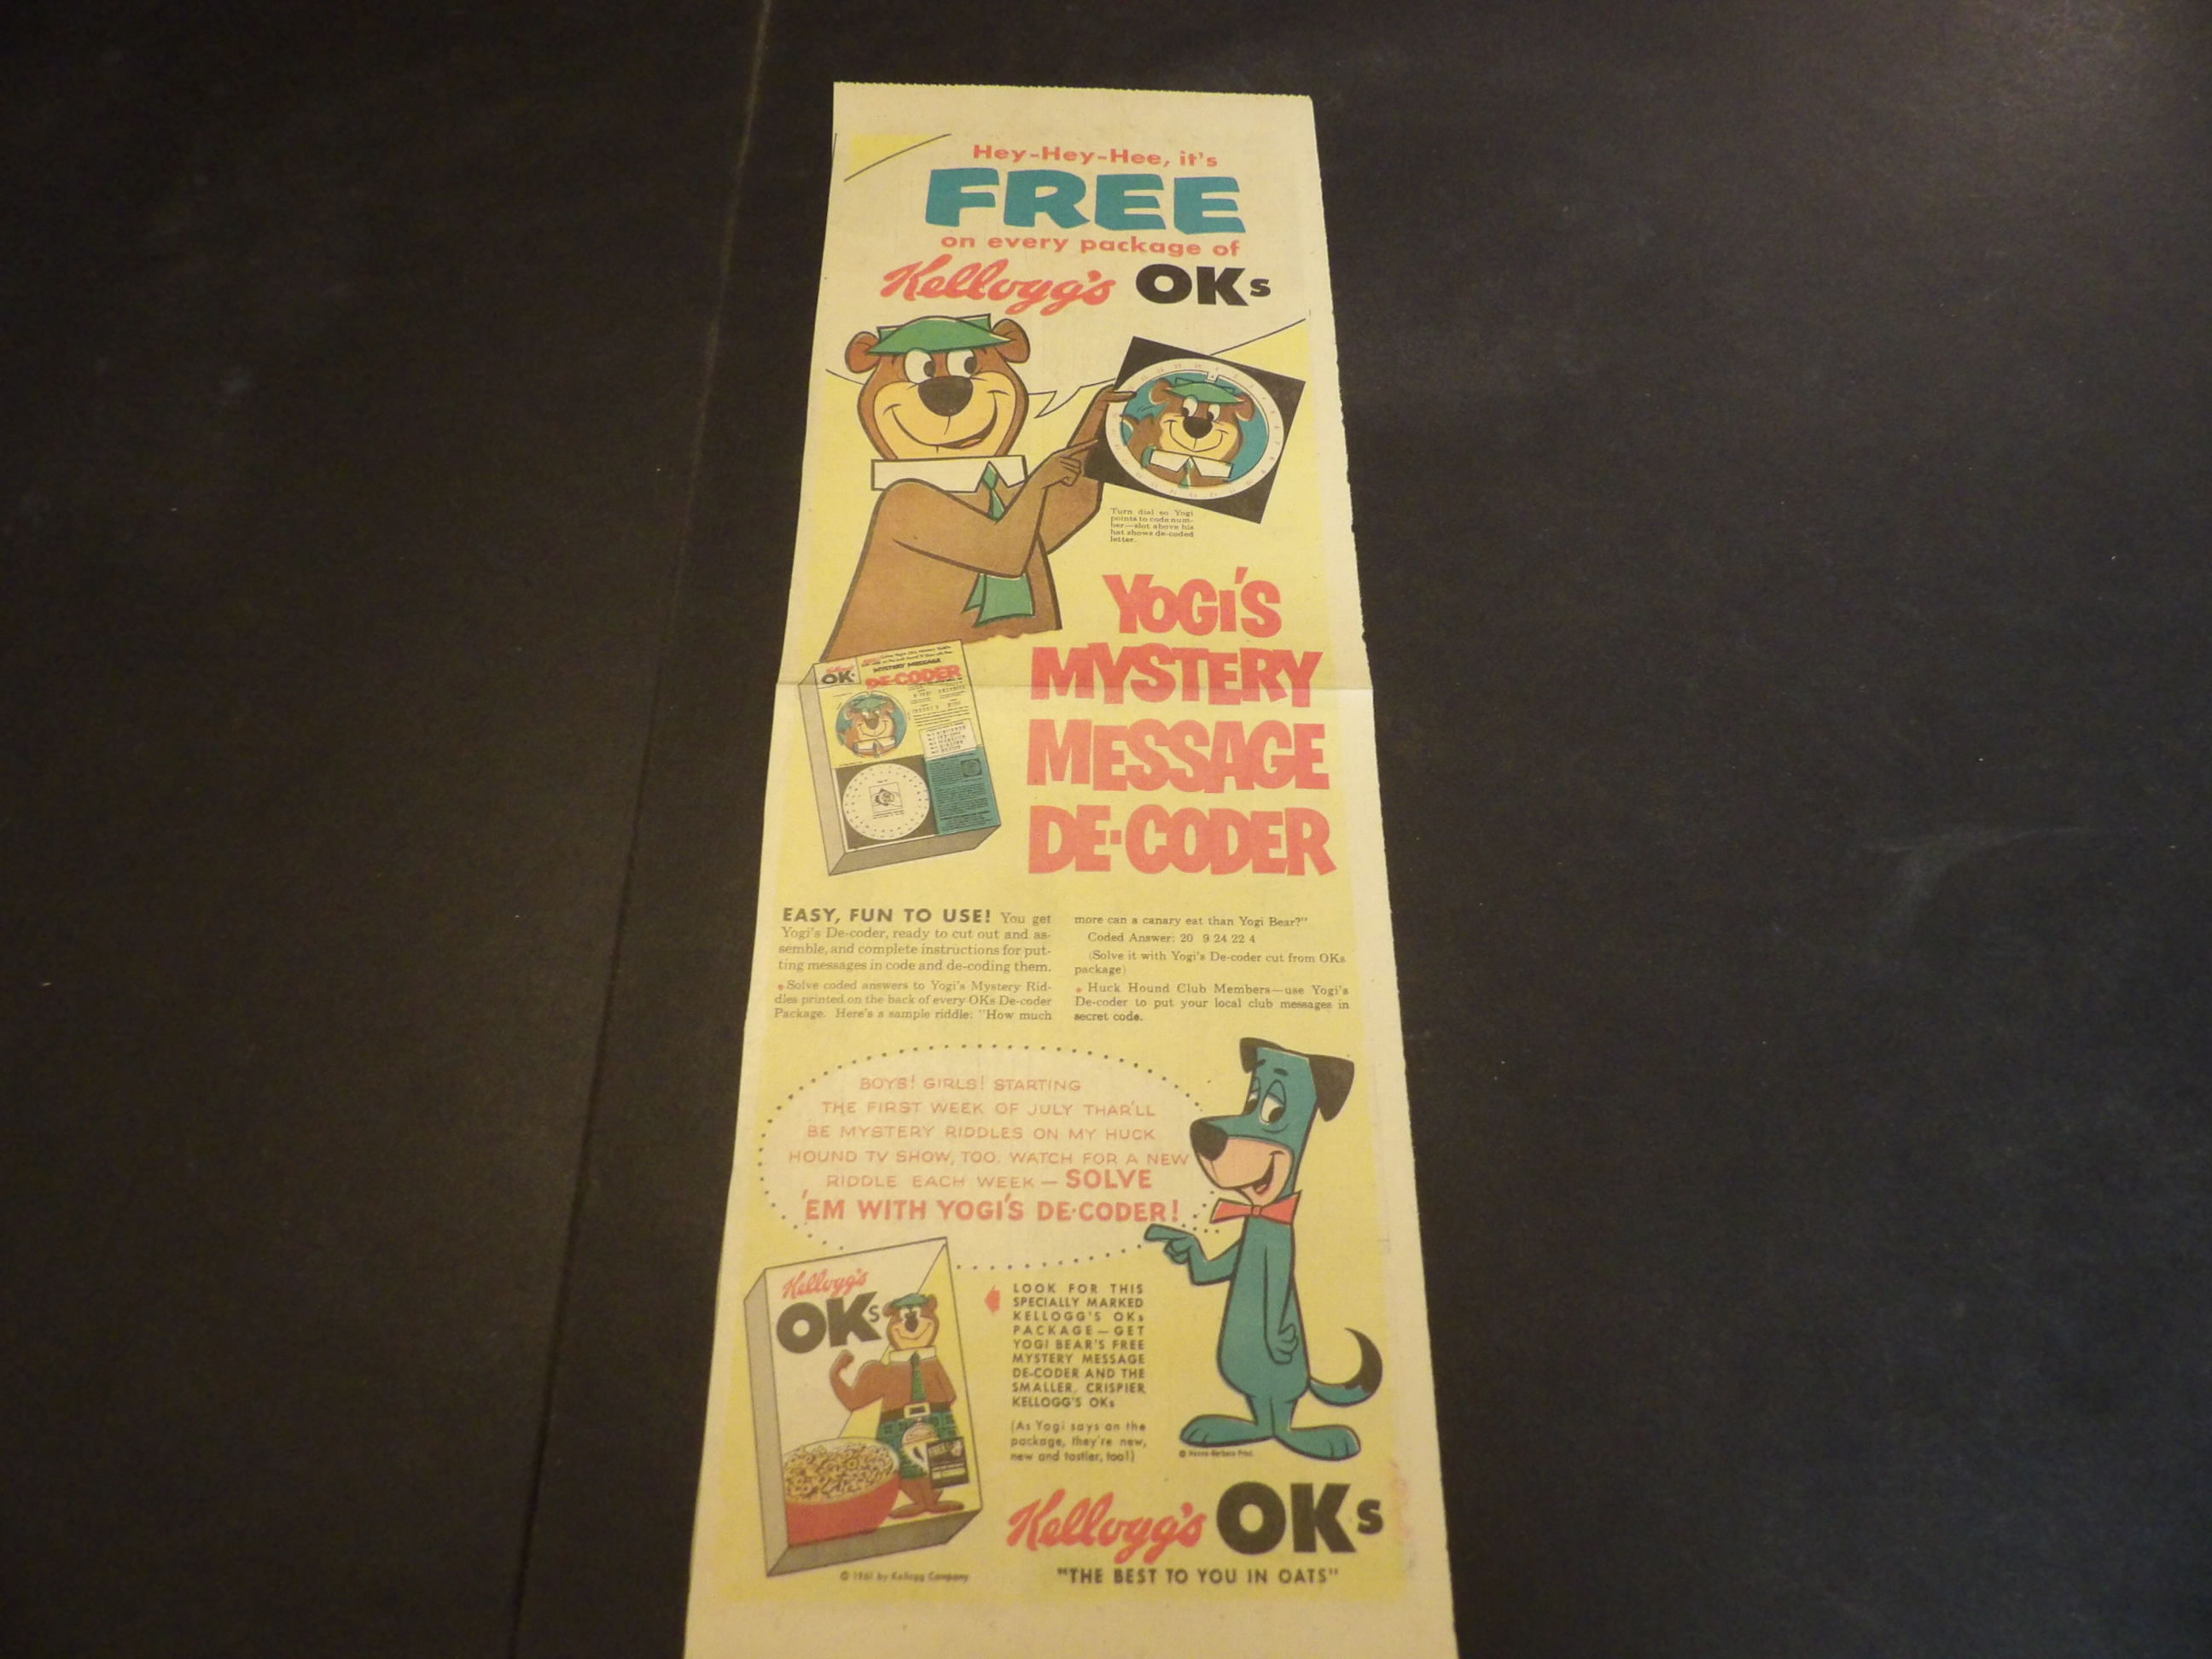 Hey-Hey-Hee, it's
FREE
on every package of
Kellogg's OKs
Turn dial so Yogi
points to code num-
ber—slot above his
hat shows de-coded
letter.
YOGI'S
MYSTERY
MESSAGE
DE-CODER
OK
MYSTERY MESSAGE
DE-CODER
EASY, FUN TO USE! You get
Yogi's De-coder, ready to cut out and as-
semble, and complete instructions for put-
ting messages in code and de-coding them.
• Solve coded answers to Yogi's Mystery Rid-
dles printed on the back of every OKs De-coder
Package. Here's a sample riddle: "How much
more can a canary eat than Yogi Bear?"
Coded Answer: 20 9 24 22 4
(Solve it with Yogi's De-coder cut from OKs
package)
• Huck Hound Club Members—use Yogi's
De-coder to put your local club messages in
secret code.
BOYS! GIRLS! STARTING
THE FIRST WEEK OF JULY THAR'LL
BE MYSTERY RIDDLES ON MY HUCK
HOUND TV SHOW, TOO. WATCH FOR A NEW
RIDDLE EACH WEEK — SOLVE
'EM WITH YOGI'S DE-CODER!
Kellogg's
OKs
LOOK FOR THIS
SPECIALLY MARKED
KELLOGG'S OKs
PACKAGE—GET
YOGI BEAR'S FREE
MYSTERY MESSAGE
DE-CODER AND THE
SMALLER, CRISPIER
KELLOGG'S OKs
(As Yogi says on the
package, they're new,
new and tastier, too!)
© Hanna-Barbera Prod.
Kellogg's OKs
© 1961 by Kellogg Company
"THE BEST TO YOU IN OATS"